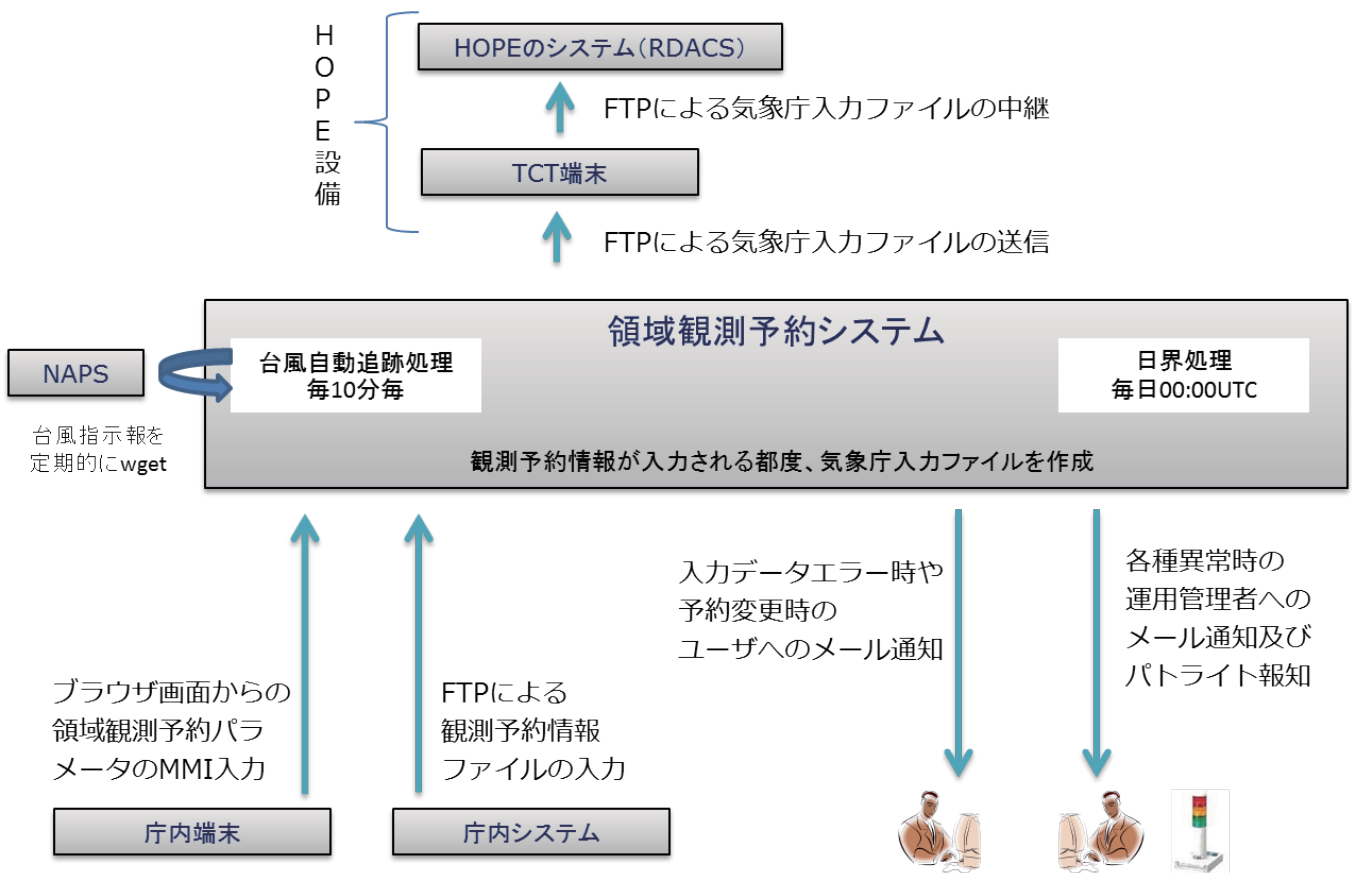 HOPE設備
HOPEのシステム（RDACS）
FTPによる気象庁入力ファイルの中継
TCT端末
FTPによる気象庁入力ファイルの送信
領域観測予約システム
NAPS
台風指示報を
定期的にwget
台風自動追跡処理
毎10分毎
日界処理
毎日00:00UTC
観測予約情報が入力される都度、気象庁入力ファイルを作成
ブラウザ画面からの
領域観測予約パラ
メータのMMI入力
FTPによる
観測予約情報
ファイルの入力
入力データエラー時や
予約変更時の
ユーザへのメール通知
各種異常時の
運用管理者への
メール通知及び
パトライト報知
庁内端末
庁内システム